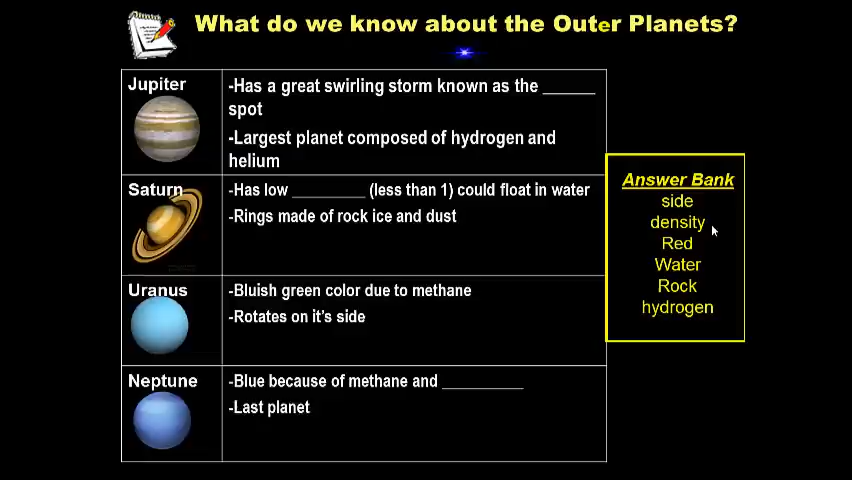 What do we know about the Outer Planets?
Jupiter
-Has a great swirling storm known as the ______
spot
-Largest planet composed of hydrogen and
helium
Saturn
-Has low _________ (less than 1) could float in water
-Rings made of rock ice and dust
Uranus
-Bluish green color due to methane
-Rotates on it's side
Neptune
-Blue because of methane and __________
-Last planet
Answer Bank
side
density
Red
Water
Rock
hydrogen